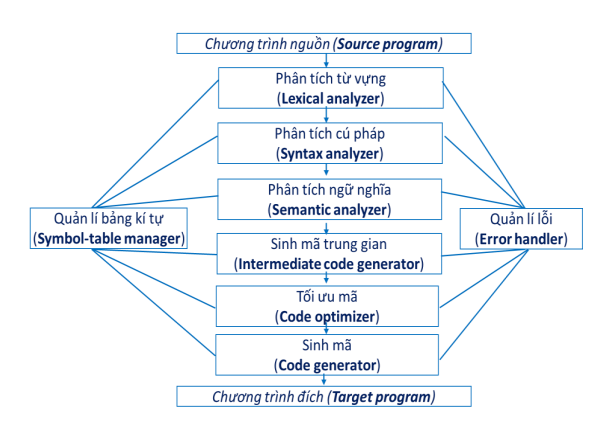 Chương trình nguồn (Source program)
Phân tích từ vựng
(Lexical analyzer)
Phân tích cú pháp
(Syntax analyzer)
Phân tích ngữ nghĩa
(Semantic analyzer)
Quản lí bảng kí tự
(Symbol-table manager)
Quản lí lỗi
(Error handler)
Sinh mã trung gian
(Intermediate code generator)
Tối ưu mã
(Code optimizer)
Sinh mã
(Code generator)
Chương trình đích (Target program)